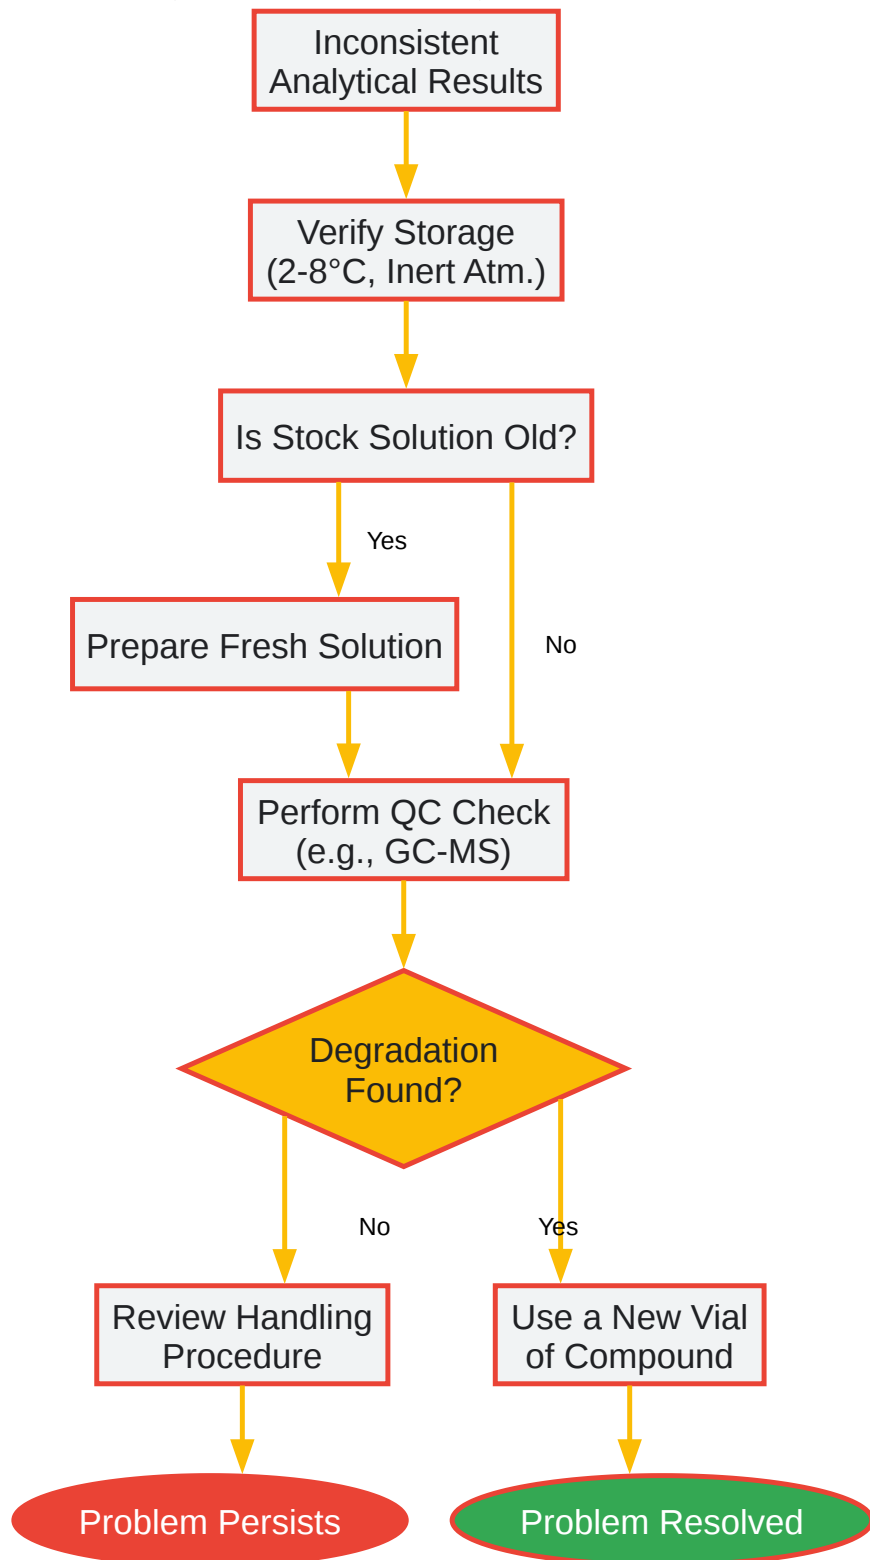 Inconsistent
Analytical Results
Verify Storage
(2-8°C, Inert Atm.)
Is Stock Solution Old?
Yes
Prepare Fresh Solution
No
Perform QC Check
(e.g., GC-MS)
Degradation
Found?
No
Yes
Review Handling
Procedure
Use a New Vial
of Compound
Problem Persists
Problem Resolved